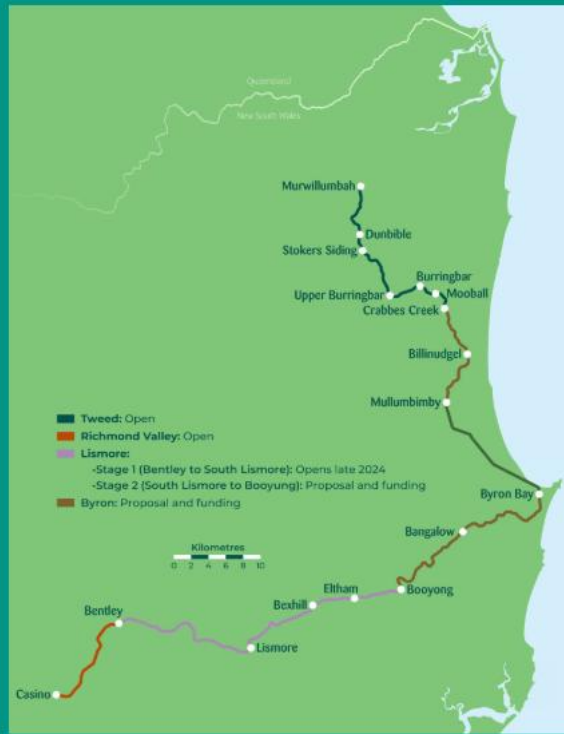 Queensland
New South Wales
Murwillumbah
Dunbible
Stokers Siding
Burringbar
Upper Burringbar
Mooball
Crabbes Creek
Billinudgel
Mullumbimby
Tweed: Open
Richmond Valley: Open
Lismore:
-Stage 1 (Bentley to South Lismore): Opens late 2024
-Stage 2 (South Lismore to Booyong): Proposal and funding
Byron: Proposal and funding
Byron Bay
Bangalow
Kilometres
0 2 4 6 8 10
Booyong
Eltham
Bexhill
Bentley
Lismore
Casino